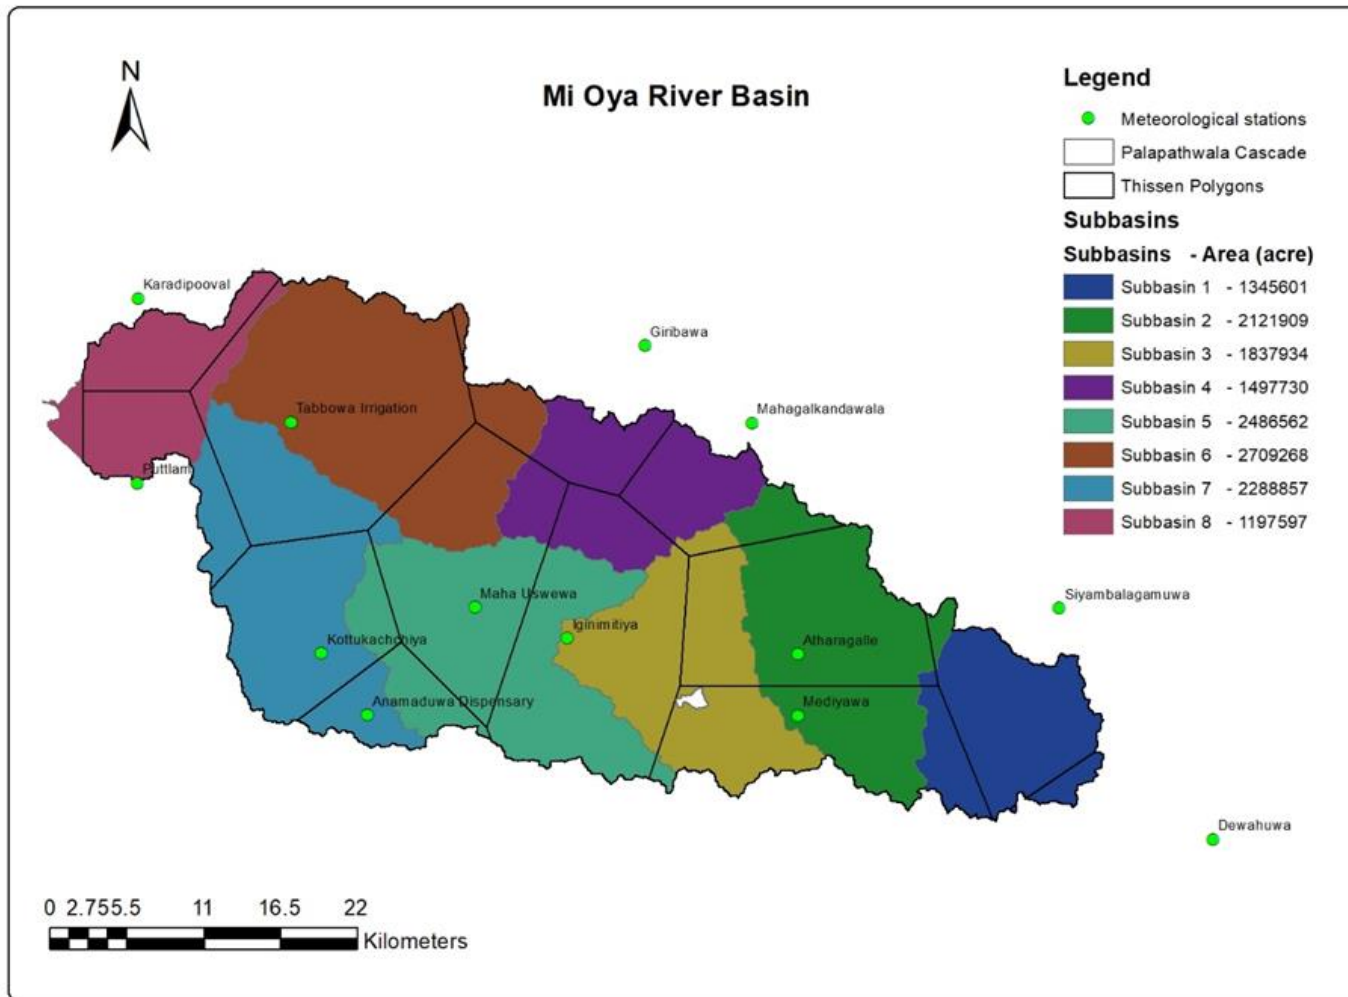 N
Mi Oya River Basin
Legend
Meteorological stations
Palapathwala Cascade
Thissen Polygons
Subbasins
Subbasins - Area (acre)
Subbasin 1 - 1345601
Subbasin 2 - 2121909
Subbasin 3 - 1837934
Subbasin 4 - 1497730
Subbasin 5 - 2486562
Subbasin 6 - 2709268
Subbasin 7 - 2288857
Subbasin 8 - 1197597
Karadipooval
Giribawa
Tabbowa Irrigation
Mahagalkandawala
Puttlam
Maha Uswewa
Siyambalagamuwa
Iginimitiya
Kottukachchiya
Atharagalle
Anamaduwa Dispensary
Mediyawa
Dewahuwa
0 2.755.5 11 16.5 22
Kilometers